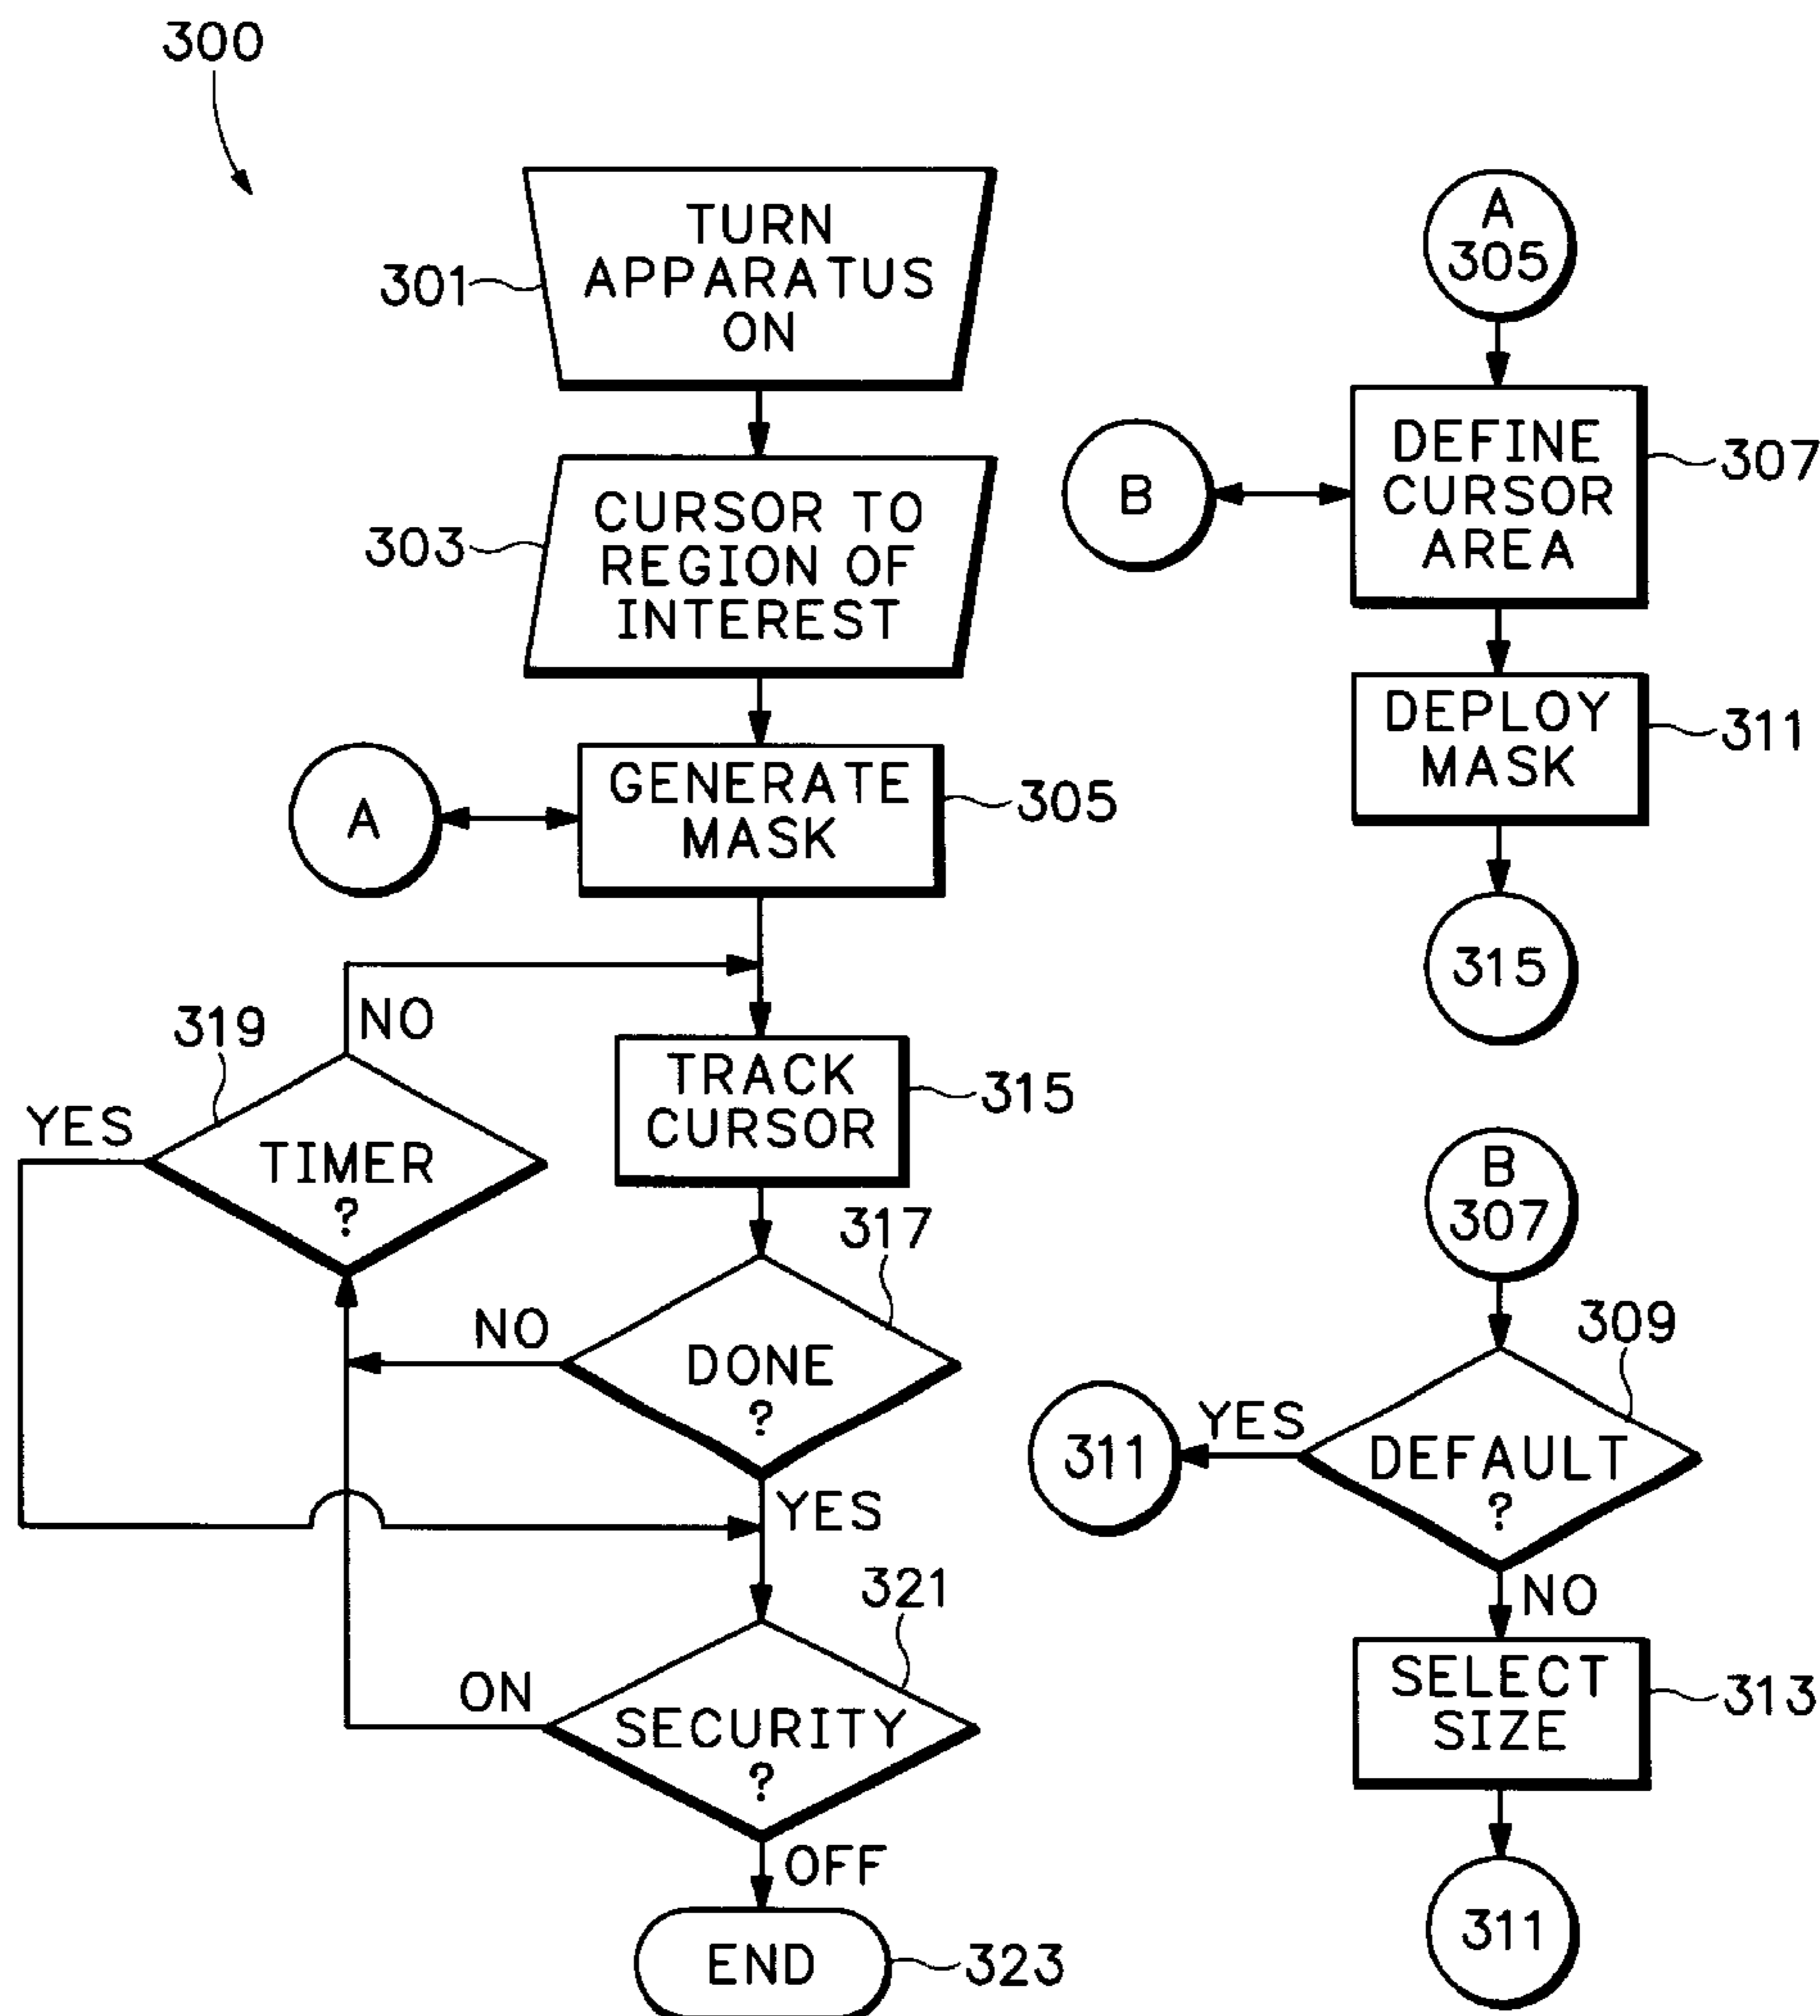 300
TURN
APPARATUS
ON
301
CURSOR TO
REGION OF
INTEREST
303
A
GENERATE
MASK
305
319
NO
YES
TIMER
?
TRACK
CURSOR
315
317
NO
DONE
?
YES
321
ON
SECURITY
?
OFF
END
323
A
305
B
DEFINE
CURSOR
AREA
307
DEPLOY
MASK
311
315
B
307
309
311
YES
DEFAULT
?
NO
SELECT
SIZE
313
311